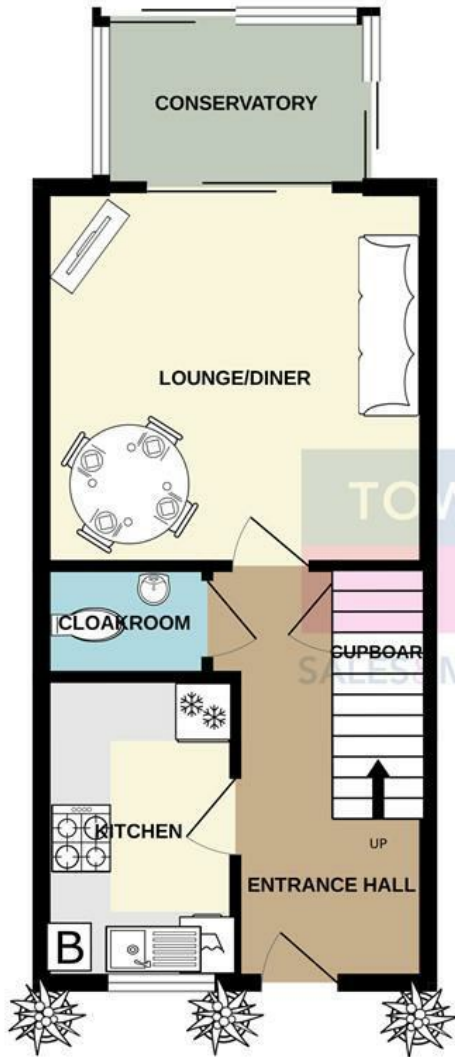 CONSERVATORY
LOUNGE/DINER
TOW
CLOAKROOM
CUPBOAR
SALES & M
KITCHEN
UP
ENTRANCE HALL
B